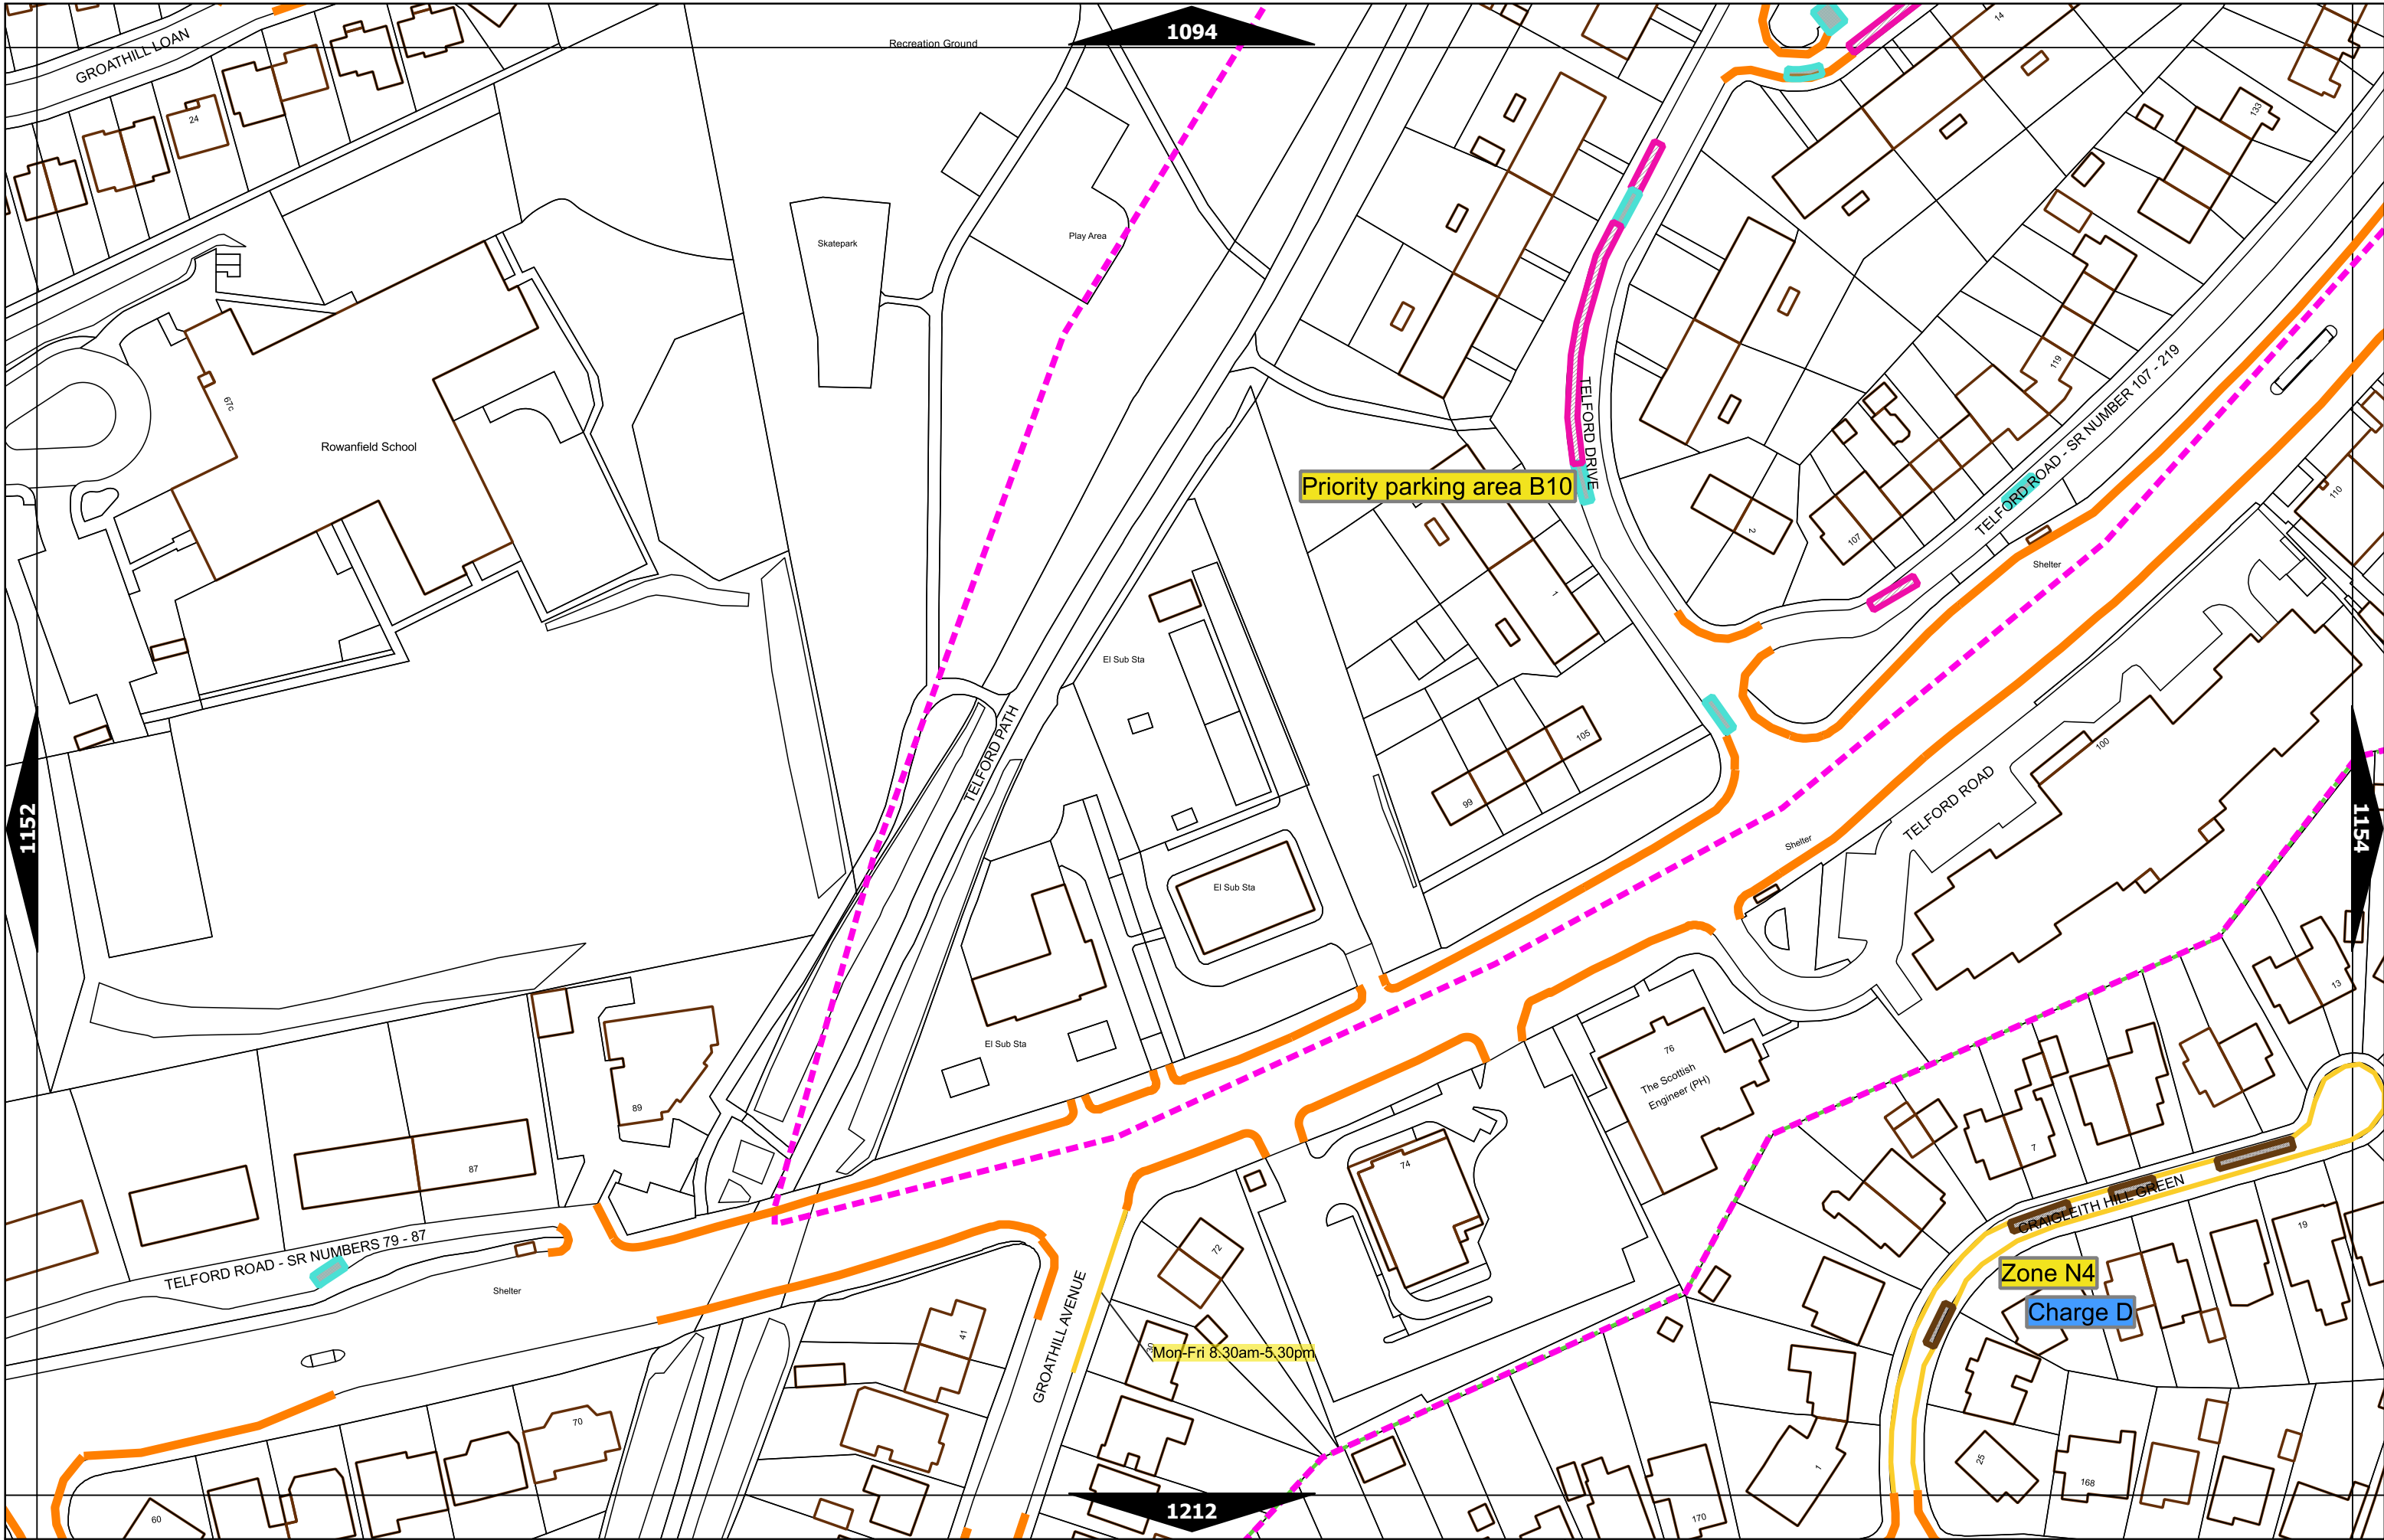 1094
14
GROATHILL LOAN
Recreation Ground
24
133
Play Area
Skatepark
119
67c
Rowanfield School
TELFORD DRIVE
TELFORD ROAD - SR NUMBER 107 - 219
Priority parking area B10
110
2
107
Shelter
1
El Sub Sta
105
99
TELFORD PATH
100
TELFORD ROAD
1152
1154
Shelter
El Sub Sta
13
El Sub Sta
76
The Scottish
Engineer (PH)
89
87
74
7
CRAIGLEITH HILL GREEN
19
TELFORD ROAD - SR NUMBERS 79 - 87
72
Zone N4
Shelter
Charge D
GROATHILL AVENUE
41
30
Mon-Fri 8.30am-5.30pm
70
25
1
168
60
1212
170